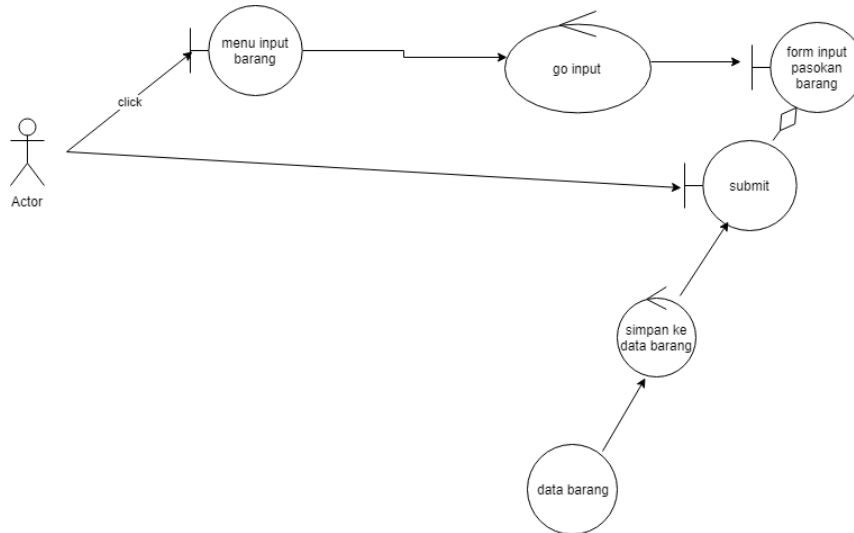 menu input
barang
go input
form input
pasokan
barang
click
Actor
submit
simpan ke
data barang
data barang